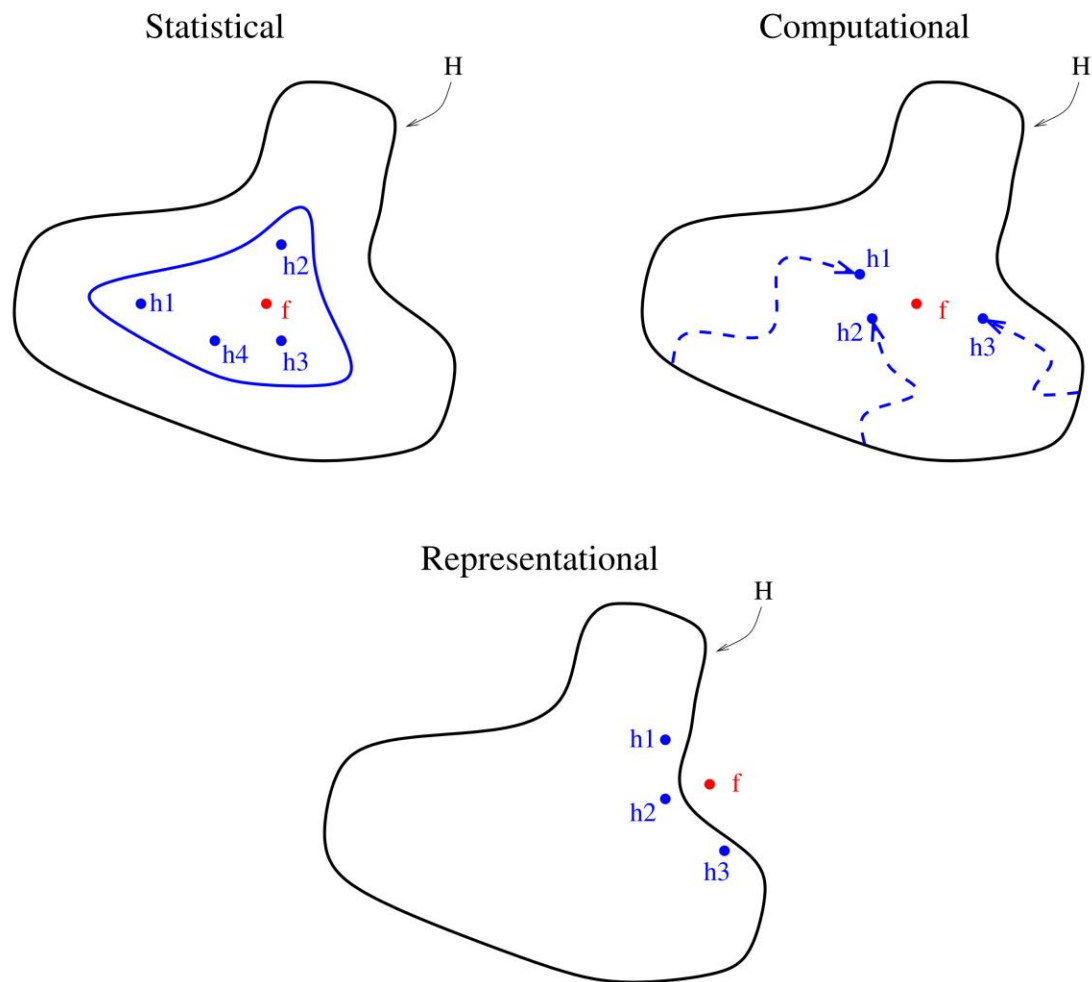 Statistical
H
h2
h1
f
h4
h3
Computational
H
h1
f
h2
h3
Representational
H
h1
f
h2
h3